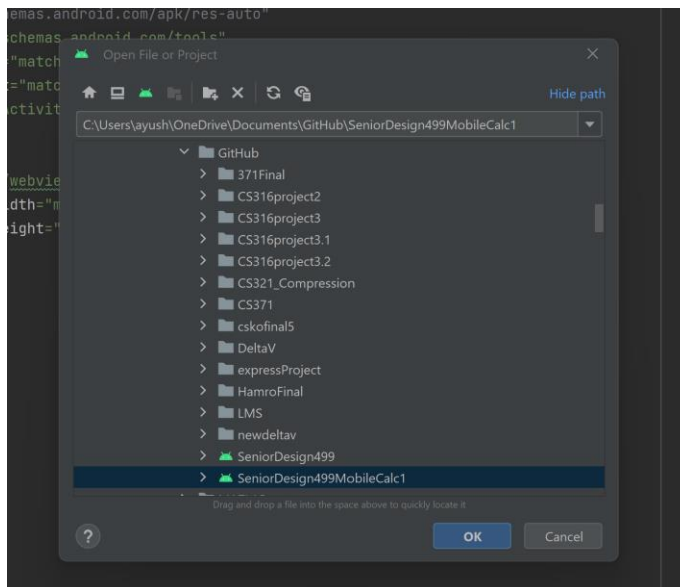 emas.android.com/apk/res-auto"
chemas.android.com/tools"
Open File or Project
="match
="matc
ctivit
Hide path
C:\Users\ayush\OneDrive\Documents\GitHub\SeniorDesign499MobileCalc1
GitHub
371Final
CS316project2
/webvie
CS316project3
dth="m
CS316project3.1
ight="
CS316project3.2
CS321_Compression
CS371
cskofinal5
DeltaV
expressProject
HamroFinal
LMS
newdeltav
SeniorDesign499
SeniorDesign499MobileCalc1
Drag and drop a file into the space above to quickly locate it
?
OK
Cancel